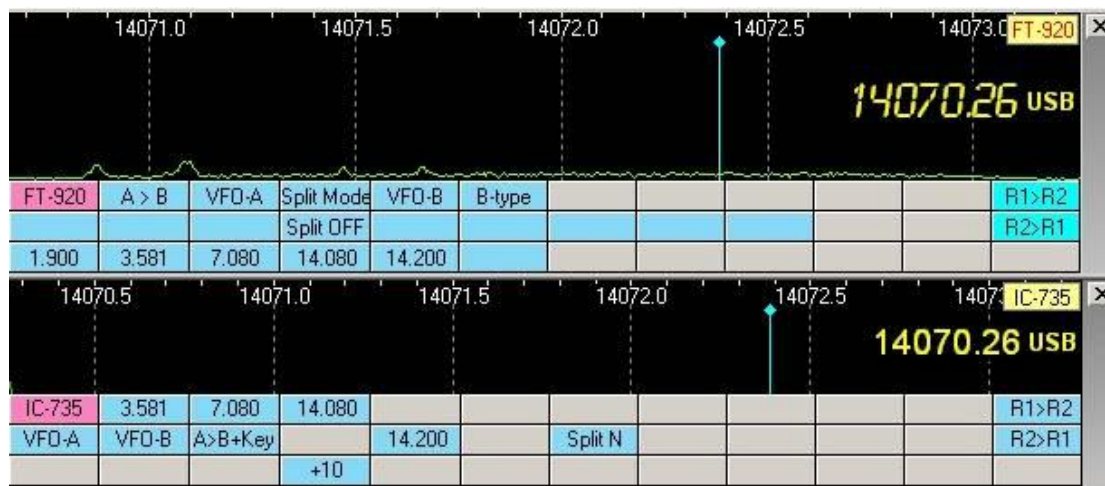 14071.0 14071.5 14072.0 14072.5 14073.0 FT-920 X
14070.26 USB
FT-920 A > B VFO-A Split Mode VFO-B B-type R1>R2
Split OFF R2>R1
1.900 3.581 7.080 14.080 14.200
14070.5 14071.0 14071.5 14072.0 14072.5 1407 IC-735 X
14070.26 USB
IC-735 3.581 7.080 14.080 R1>R2
VFO-A VFO-B A>B+Key 14.200 Split N R2>R1
+10